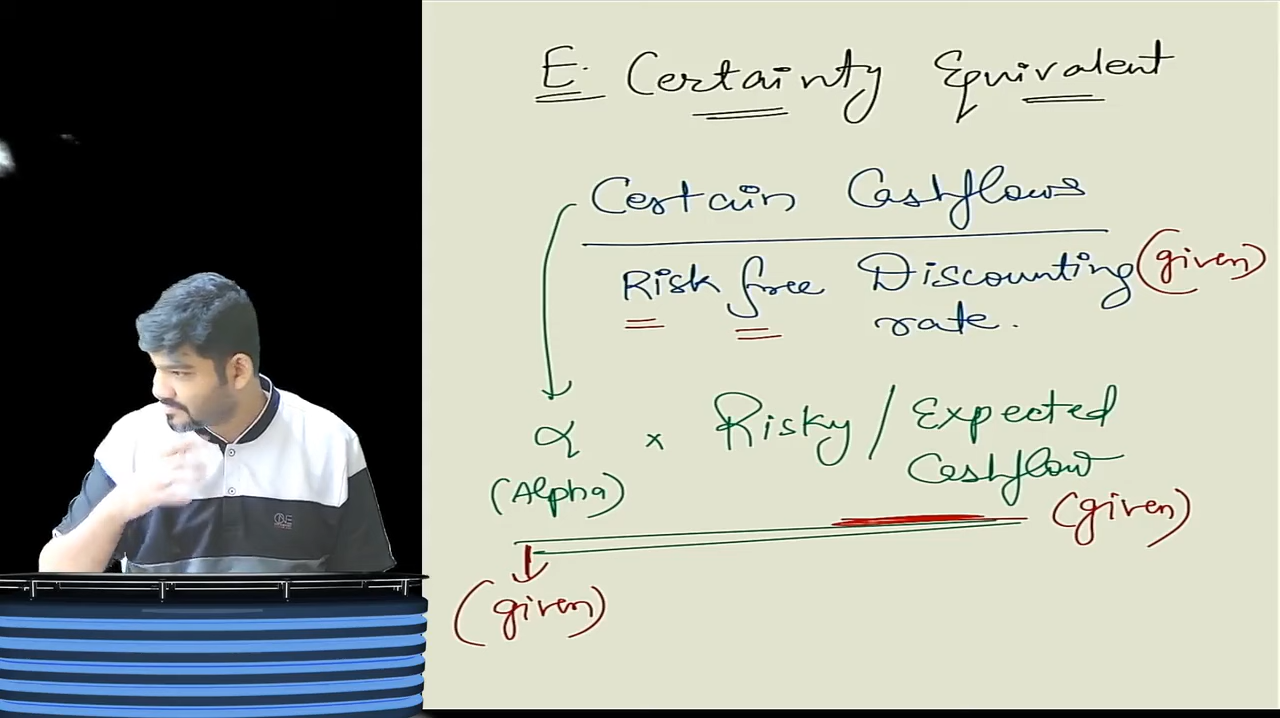 E. Certainty Equivalent
Certain Cashflows
Risk free Discounting (given)
rate.
α × Risky / Expected
Cashflow
(Alpha)
(given)
(given)